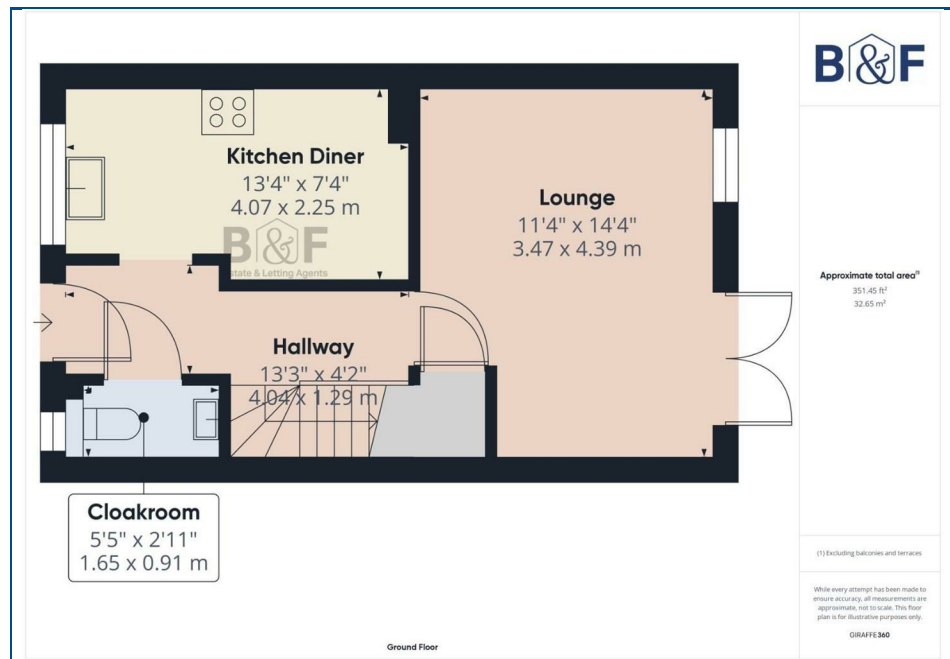 Kitchen Diner
13'4" x 7'4"
4.07 x 2.25 m
B&F
state & Letting Agents
Lounge
11'4" x 14'4"
3.47 x 4.39 m
Hallway
13'3" x 4'2"
4.04 x 1.29 m
Cloakroom
5'5" x 2'11"
1.65 x 0.91 m
Ground Floor
B&F
Approximate total area(1)
351.45 ft²
32.65 m²
(1) Excluding balconies and terraces
While every attempt has been made to
ensure accuracy, all measurements are
approximate, not to scale. This floor
plan is for illustrative purposes only.
GIRAFFE360